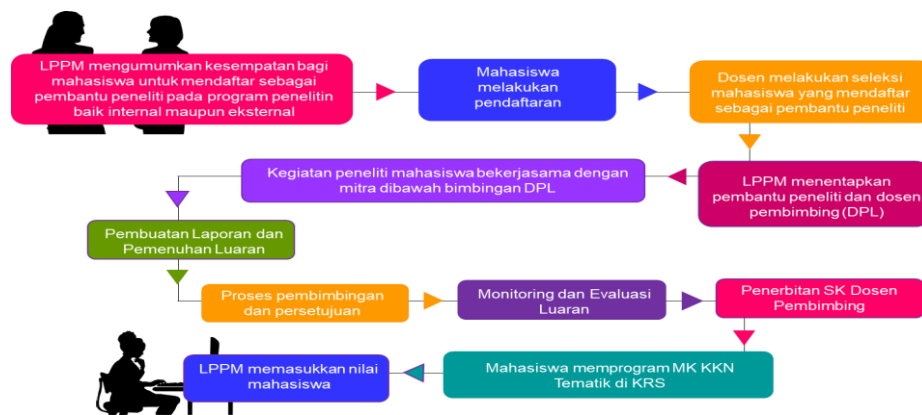 LPPM mengumumkan kesempatan bagi
mahasiswa untuk mendaftar sebagai
pembantu peneliti pada program penelitin
baik internal maupun eksternal
Mahasiswa
melakukan
pendaftaran
Dosen melakukan seleksi
mahasiswa yang mendaftar
sebagai pembantu peneliti
LPPM menentapkan
pembantu peneliti dan dosen
pembimbing (DPL)
Kegiatan peneliti mahasiswa bekerjasama dengan
mitra dibawah bimbingan DPL
Pembuatan Laporan dan
Pemenuhan Luaran
Proses pembimbingan
dan persetujuan
Monitoring dan Evaluasi
Luaran
Penerbitan SK Dosen
Pembimbing
Mahasiswa memprogram MK KKN
Tematik di KRS
LPPM memasukkan nilai
mahasiswa